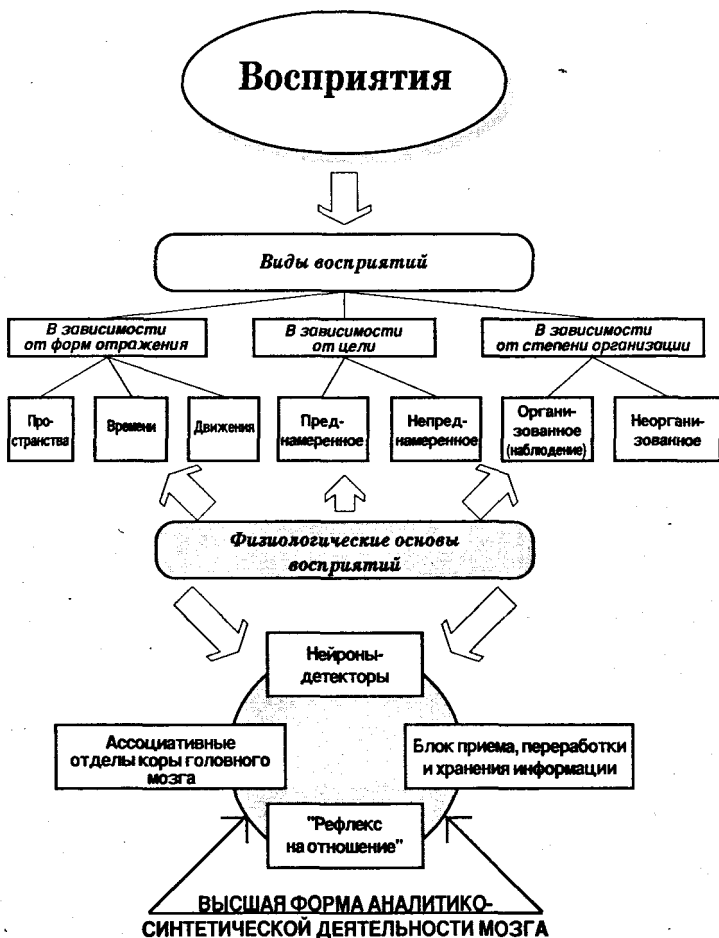 Восприятия
Виды восприятий
В зависимости
от форм отражения
В зависимости
от цели
В зависимости
от степени организации
Про-
странства
Времени
Движения
Пред-
намеренное
Непред-
намеренное
Органи-
зованное
(наблюдение)
Неоргани-
зованное
Физиологические основы
восприятий
Нейроны-
детекторы
Ассоциативные
отделы коры головного
мозга
Блок приема, переработки
и хранения информации
"Рефлекс
на отношение"
ВЫСШАЯ ФОРМА АНАЛИТИКО-
СИНТЕТИЧЕСКОЙ ДЕЯТЕЛЬНОСТИ МОЗГА